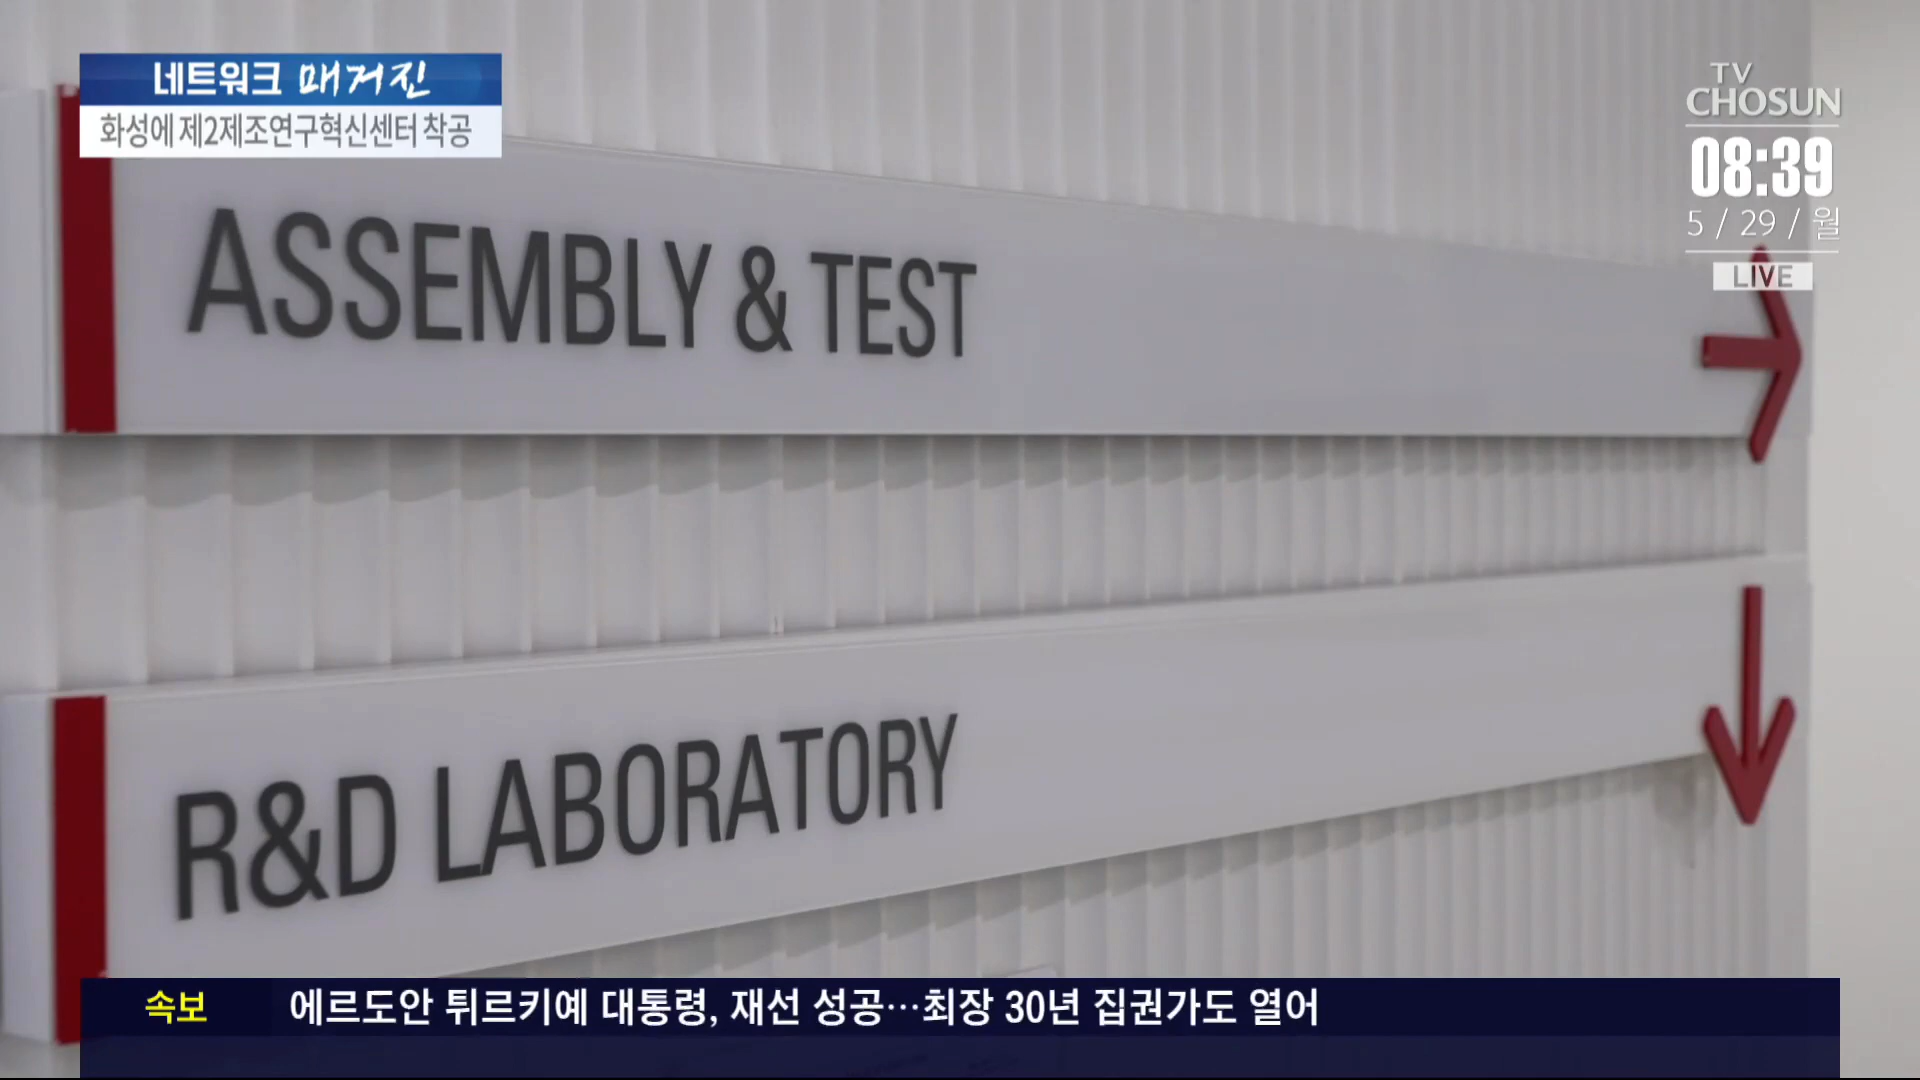 네트워크 매거진
화성에 제2제조연구혁신센터 착공
TV
CHOSUN
08:39
5 / 29 / 월
LIVE
ASSEMBLY & TEST
R&D LABORATORY
속보 에르도안 튀르키예 대통령, 재선 성공…최장 30년 집권가도 열어